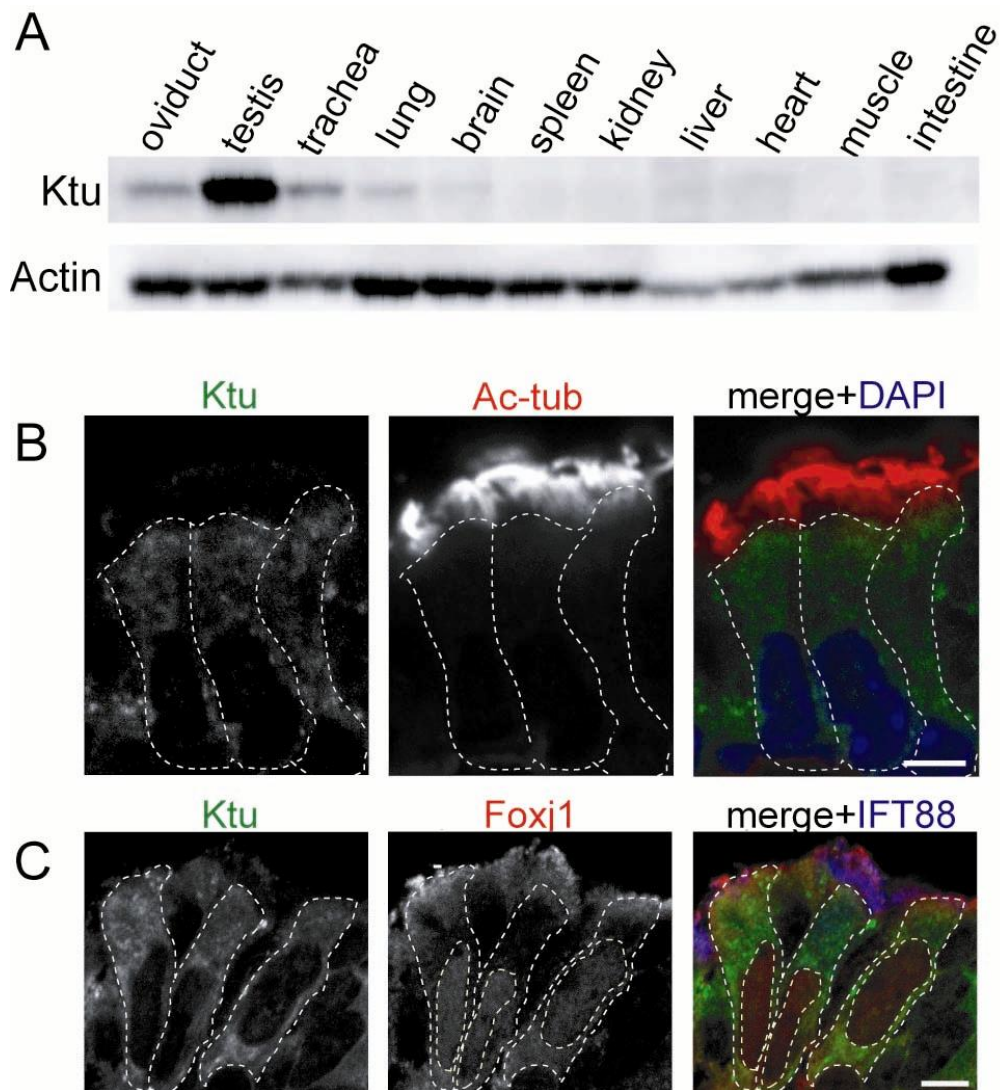 A
oviduct testis trachea lung brain spleen kidney liver heart muscle intestine
Ktu
Actin
B
Ktu Ac-tub merge+DAPI
C
Ktu Foxj1 merge+IFT88